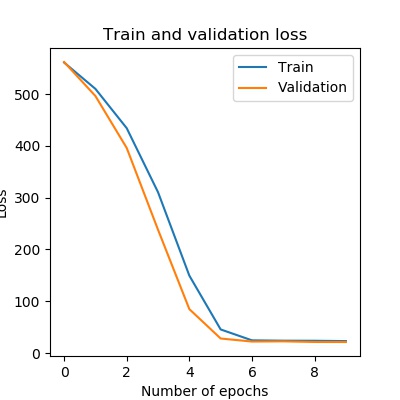 Train and validation loss
Train
Validation
500
400
300
200
100
0
Loss
0 2 4 6 8
Number of epochs